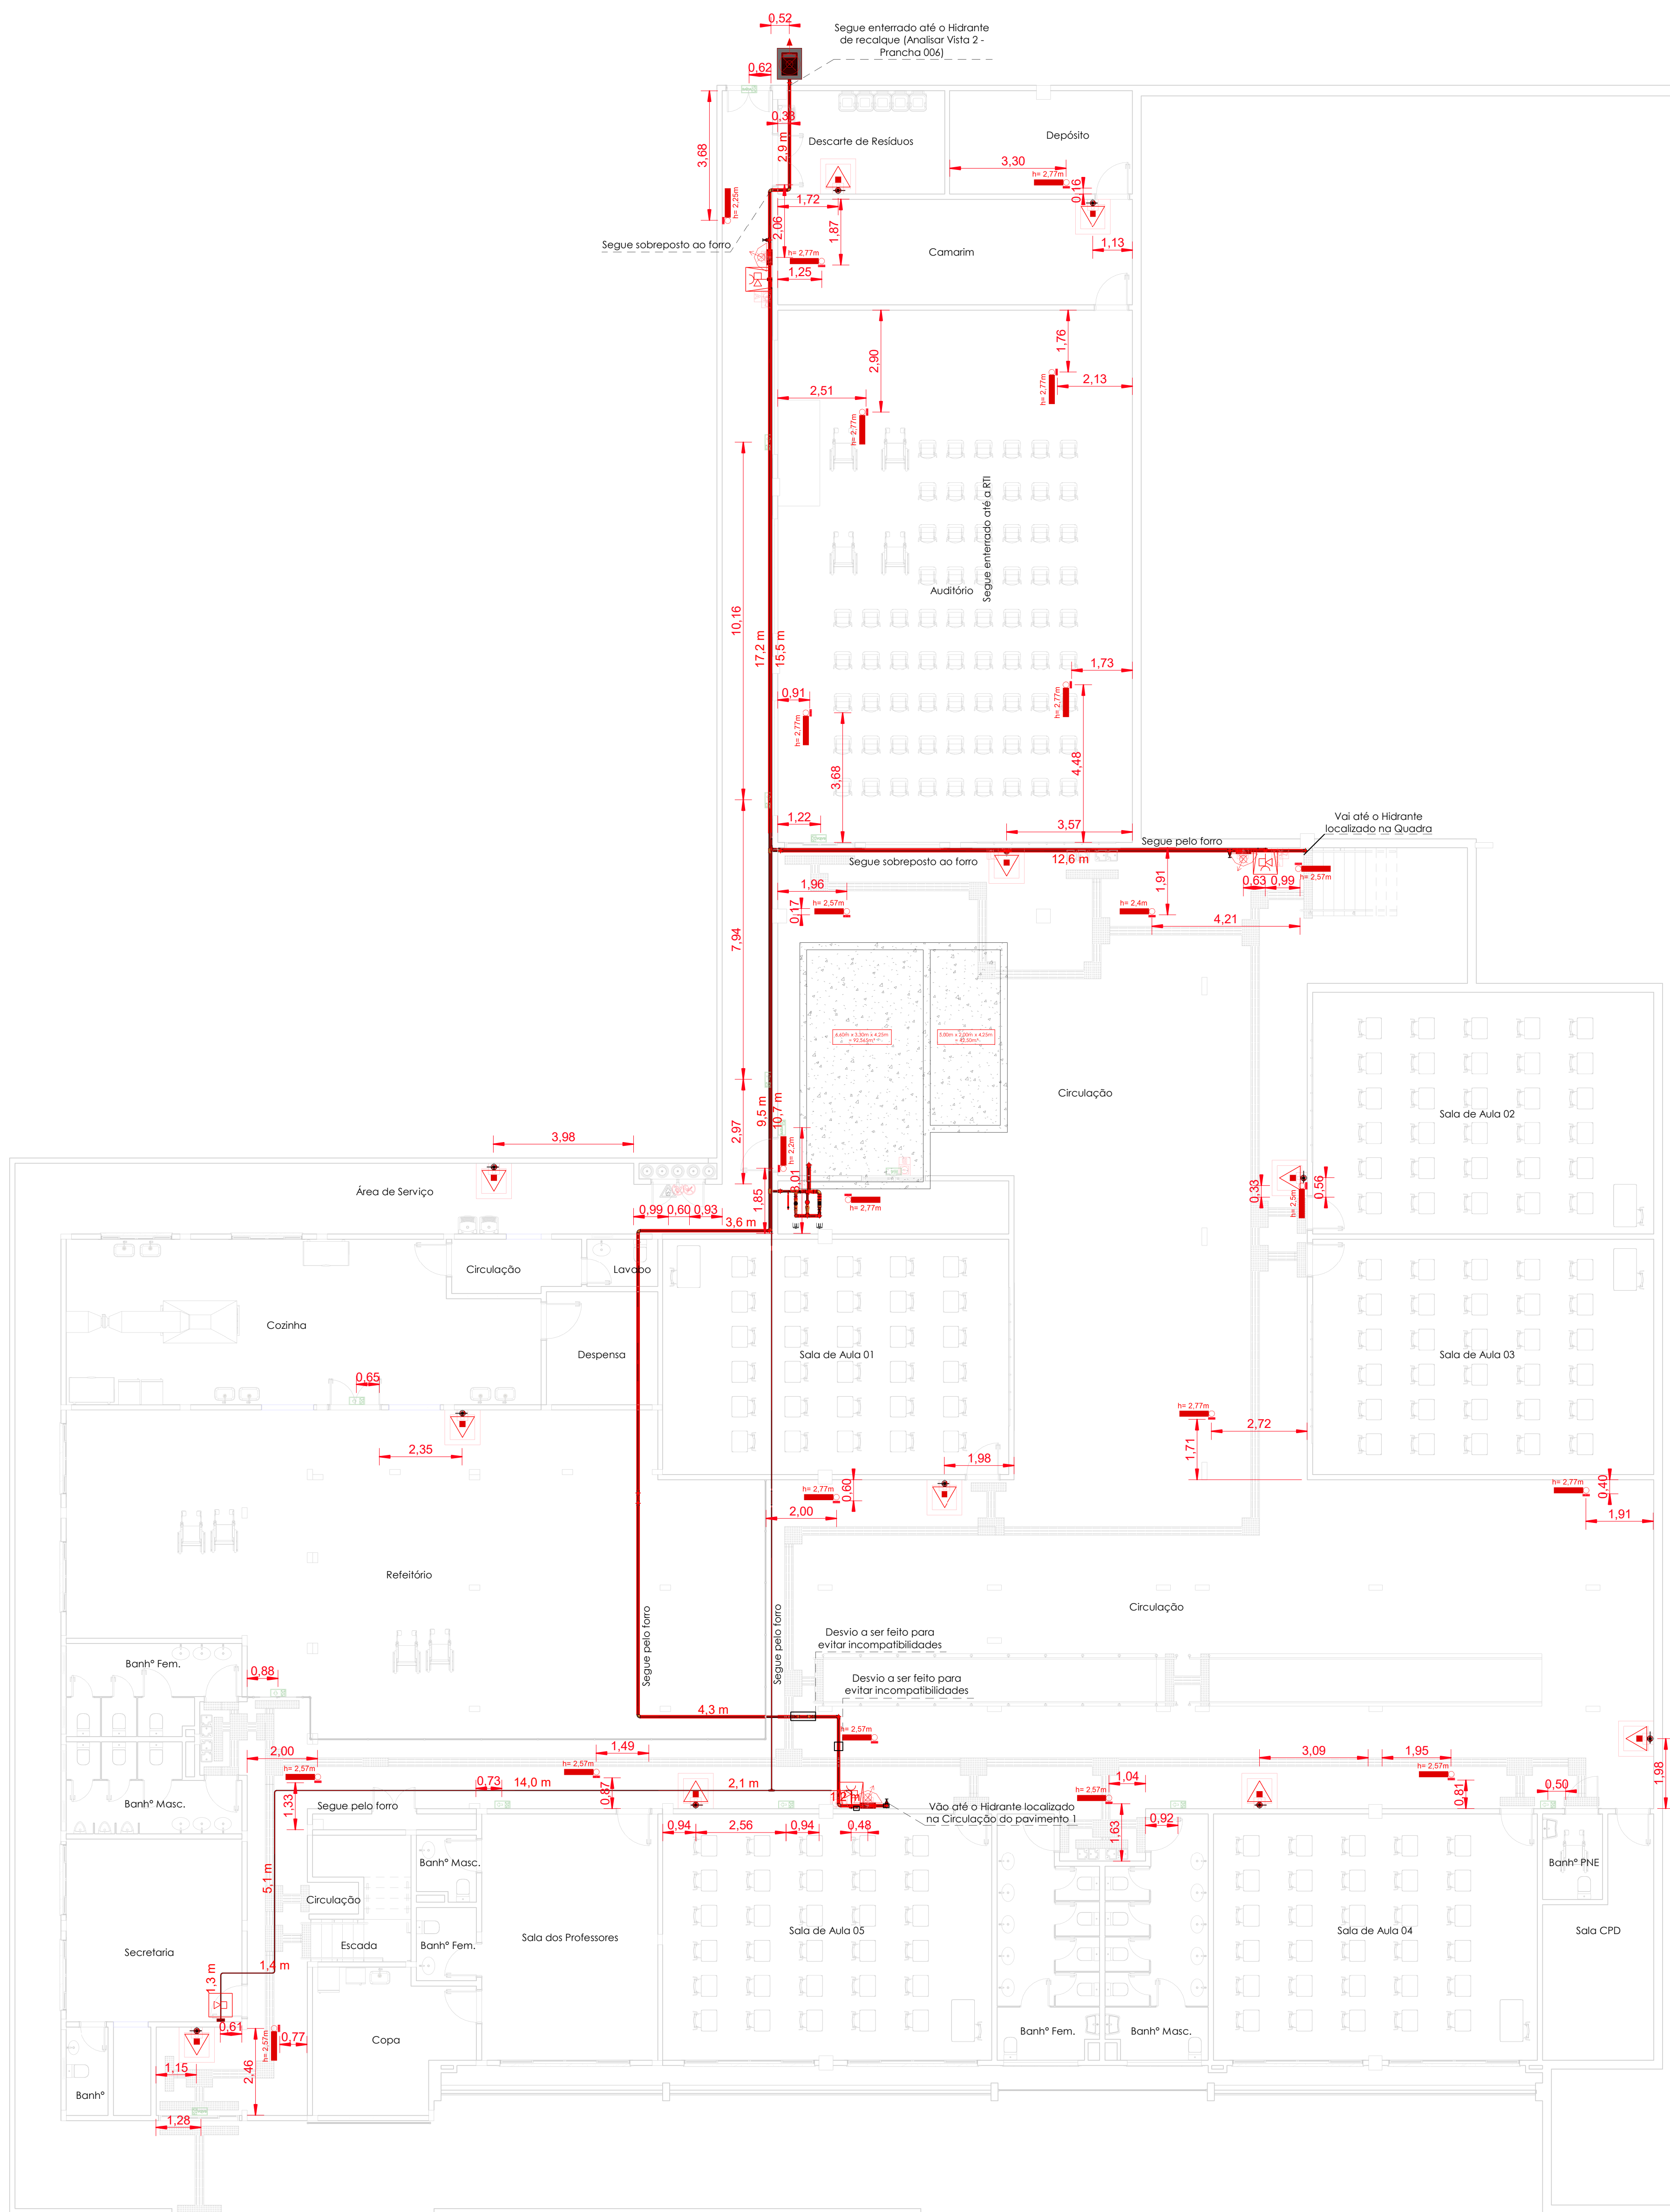 0,52
Segue enterrado até o Hidrante
de recalque (Analisar Vista 2 -
Prancha 006)
0,62
3,68
h= 2,25m
0,33
2,9 m
Descarte de Resíduos
Depósito
3,30
h= 2,77m
0,16
1,72
2,06
1,87
Segue sobreposto ao forro
h= 2,77m
1,25
Camarim
1,13
2,90
1,76
2,13
h= 2,77m
2,51
h= 2,77m
Segue enterrado até a RTI
Auditório
10,16
17,2 m
15,5 m
0,91
h= 2,77m
3,68
1,73
h= 2,77m
4,48
1,22
3,57
Segue pelo forro
Vai até o Hidrante
localizado na Quadra
Segue sobreposto ao forro
12,6 m
1,96
0,17
h= 2,57m
1,91
h= 2,4m
0,63
0,99
h= 2,57m
4,21
7,94
Circulação
Sala de Aula 02
2,97
9,5 m
10,7 m
h= 2,2m
3,01
1,85
h= 2,77m
3,98
Área de Serviço
0,99
0,60
0,93
3,6 m
0,33
0,56
h= 2,5m
Circulação
Lavabo
Cozinha
Despensa
Sala de Aula 01
Sala de Aula 03
0,65
2,35
h= 2,77m
2,72
1,71
1,98
h= 2,77m
0,60
2,00
h= 2,77m
0,40
1,91
Refeitório
Circulação
Segue pelo forro
Segue pelo forro
Desvio a ser feito para
evitar incompatibilidades
Desvio a ser feito para
evitar incompatibilidades
Banhº Fem.
0,88
4,3 m
h= 2,57m
2,00
h= 2,57m
1,49
h= 2,57m
0,87
0,73
14,0 m
2,1 m
1,2 m
1,33
Segue pelo forro
Banhº Masc.
Vão até o Hidrante localizado
na Circulação do pavimento 1
1,04
h= 2,57m
1,63
0,92
3,09
1,95
h= 2,57m
0,81
0,50
1,98
0,94
2,56
0,94
0,48
Banhº Masc.
Banhº PNE
5,1 m
Circulação
Secretaria
Escada
Banhº Fem.
Sala dos Professores
Sala de Aula 05
Sala de Aula 04
Sala CPD
1,4 m
1,3 m
0,61
h= 2,57m
0,77
2,46
Copa
Banhº Fem.
Banhº Masc.
1,15
Banhº
1,28